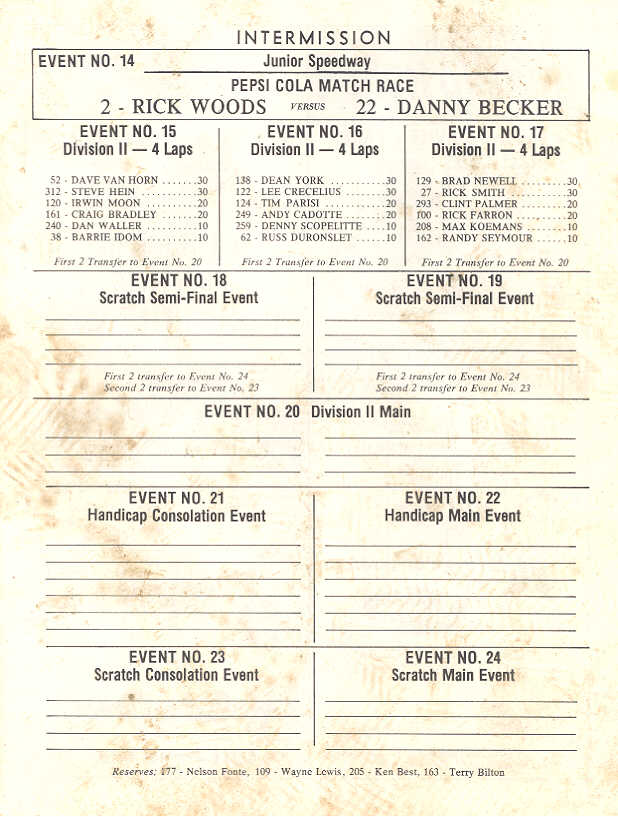 INTERMISSION
EVENT NO. 14 Junior Speedway
PEPSI COLA MATCH RACE
2 - RICK WOODS VERSUS 22 - DANNY BECKER
EVENT NO. 15
Division II — 4 Laps
52 - DAVE VAN HORN ......30
312 - STEVE HEIN ..........30
120 - IRWIN MOON ..........20
161 - CRAIG BRADLEY .......20
240 - DAN WALLER ..........10
38 - BARRIE IDOM ..........10
First 2 Transfer to Event No. 20
EVENT NO. 16
Division II — 4 Laps
138 - DEAN YORK ..........30
122 - LEE CRECELIUS .......30
124 - TIM PARISI ..........20
249 - ANDY CADOTTE ........20
259 - DENNY SCOPELITTE ....10
62 - RUSS DURONSLET ......10
First 2 Transfer to Event No. 20
EVENT NO. 17
Division II — 4 Laps
129 - BRAD NEWELL .........30
27 - RICK SMITH ...........30
293 - CLINT PALMER ........20
100 - RICK FARRON .........20
208 - MAX KOEMANS ........10
162 - RANDY SEYMOUR ......10
First 2 Transfer to Event No. 20
EVENT NO. 18
Scratch Semi-Final Event
First 2 transfer to Event No. 24
Second 2 transfer to Event No. 23
EVENT NO. 19
Scratch Semi-Final Event
First 2 transfer to Event No. 24
Second 2 transfer to Event No. 23
EVENT NO. 20 Division II Main
EVENT NO. 21
Handicap Consolation Event
EVENT NO. 22
Handicap Main Event
EVENT NO. 23
Scratch Consolation Event
EVENT NO. 24
Scratch Main Event
Reserves: 177 - Nelson Fonte, 109 - Wayne Lewis, 205 - Ken Best, 163 - Terry Bilton